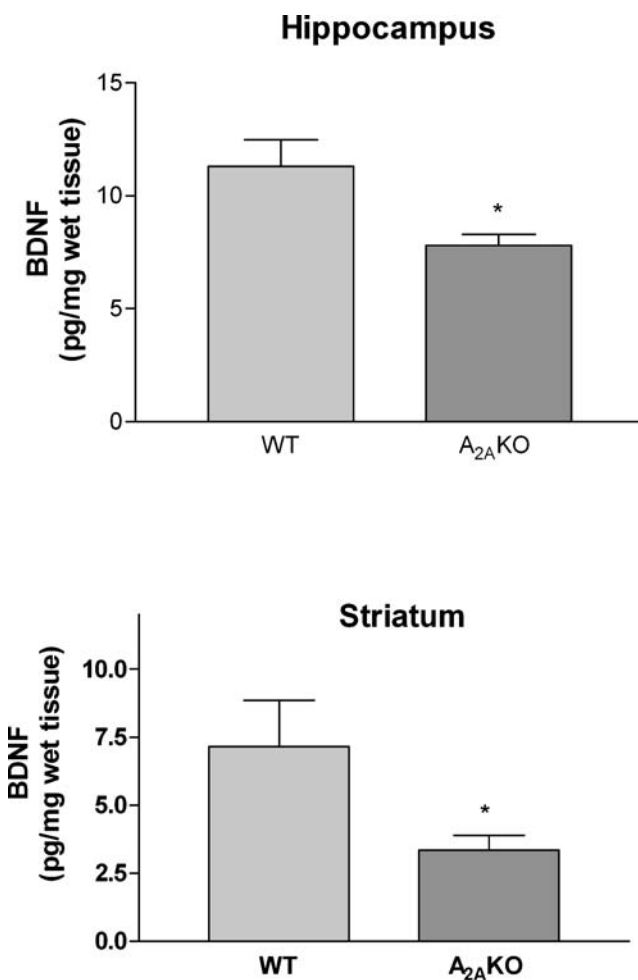 Hippocampus
BDNF
(pg/mg wet tissue)
15
10
5
0
*
WT
A₂ₐKO
Striatum
BDNF
(pg/mg wet tissue)
10.0
7.5
5.0
2.5
0.0
*
WT
A₂ₐKO